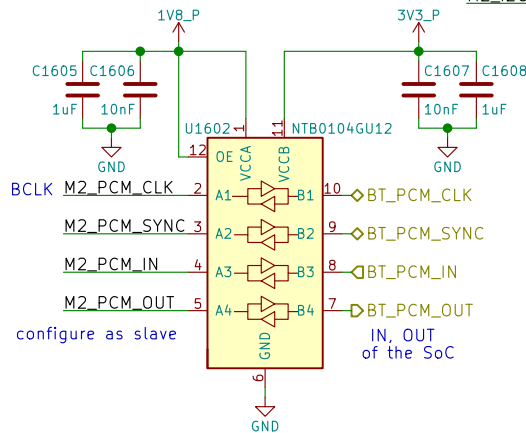 1V8_P
3V3_P
C1605
C1606
C1607
C1608
1uF
10nF
10nF
1uF
U1602
NTB0104GU12
GND
GND
1
11
12
OE
VCCA
VCCB
BCLK
M2_PCM_CLK
2
A1
B1
10
BT_PCM_CLK
M2_PCM_SYNC
3
A2
B2
9
BT_PCM_SYNC
M2_PCM_IN
4
A3
B3
8
BT_PCM_IN
M2_PCM_OUT
5
A4
B4
7
BT_PCM_OUT
configure as slave
GND
IN, OUT
of the SoC
6
GND